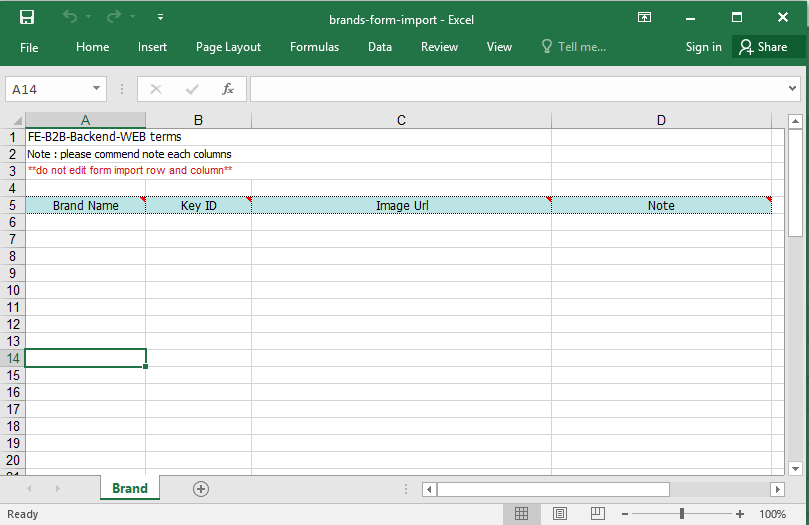 brands-form-import - Excel
File Home Insert Page Layout Formulas Data Review View Tell me... Sign in Share
A14 fx
A B C D
1 FE-B2B-Backend-WEB terms
2 Note : please commend note each columns
3 **do not edit form import row and column**
4
5 Brand Name Key ID Image Url Note
6
7
8
9
10
11
12
13
14
15
16
17
18
19
20
Brand
Ready 100%